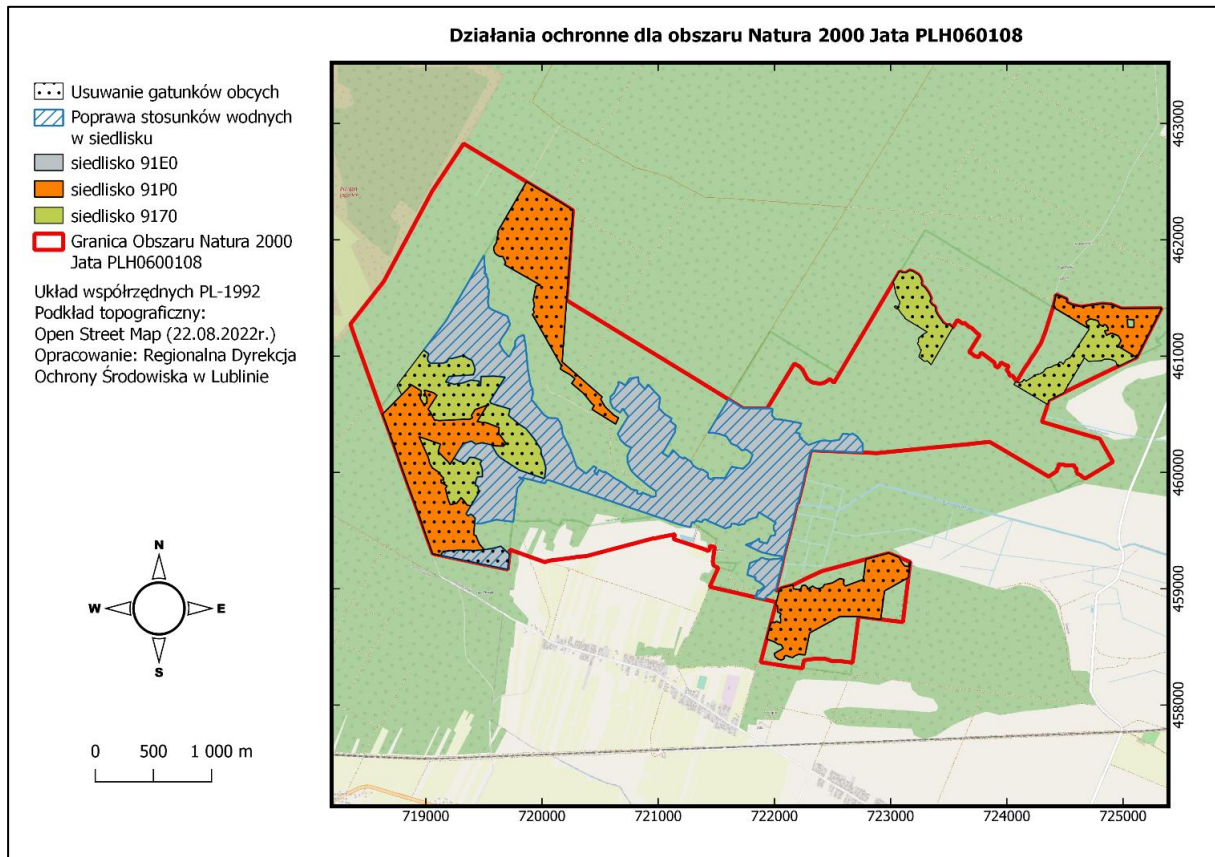 Działania ochronne dla obszaru Natura 2000 Jata PLH060108
Usuwanie gatunków obcych
Poprawa stosunków wodnych
w siedlisku
siedlisko 91E0
siedlisko 91P0
siedlisko 9170
Granica Obszaru Natura 2000
Jata PLH0600108
Układ współrzędnych PL-1992
Podkład topograficzny:
Open Street Map (22.08.2022r.)
Opracowanie: Regionalna Dyrekcja
Ochrony Środowiska w Lublinie
N
W
E
S
0 500 1 000 m
463000
462000
461000
460000
459000
458000
719000 720000 721000 722000 723000 724000 725000